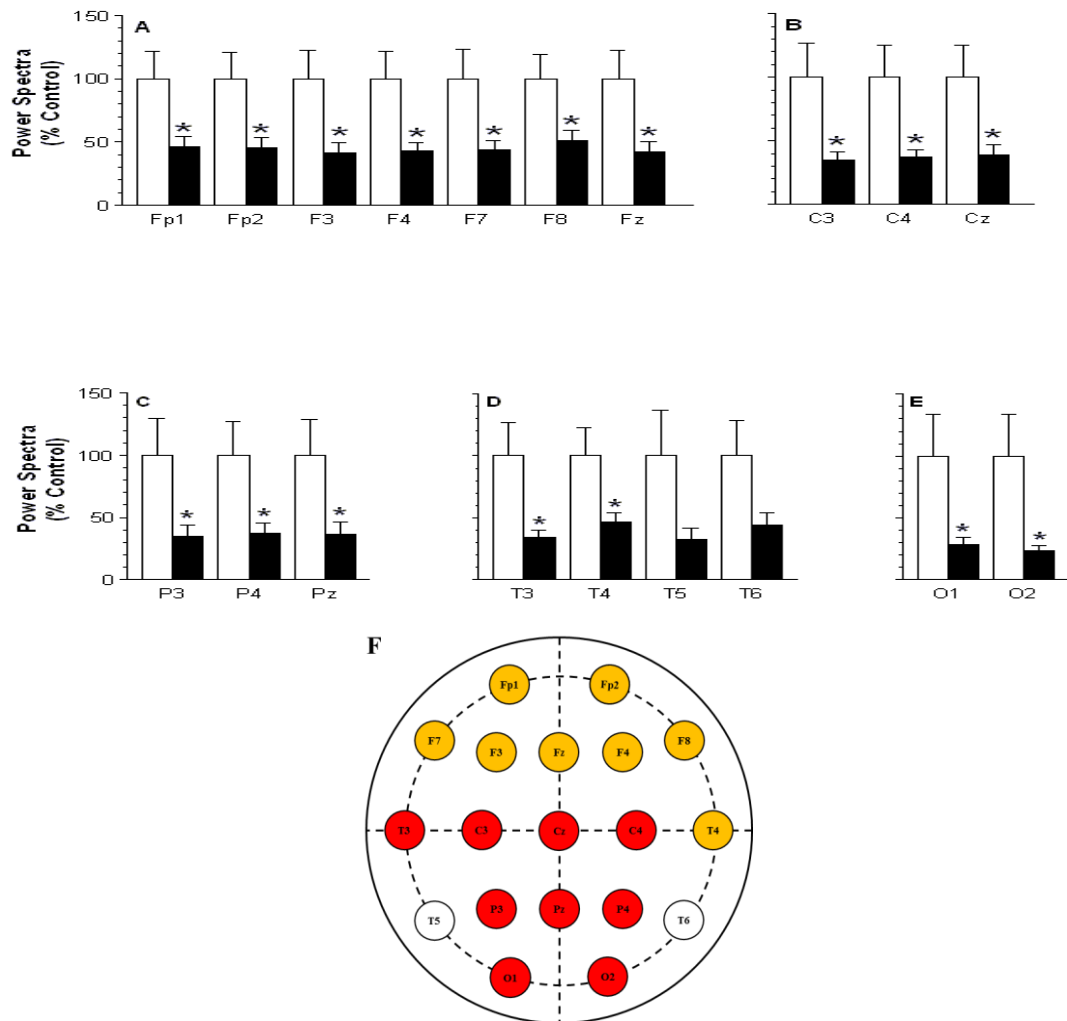 150
A
B
100
50
0
Power Spectra
(% Control)
* * * * * * *
* * *
Fp1 Fp2 F3 F4 F7 F8 Fz
C3 C4 Cz
150
C
D
E
100
50
0
Power Spectra
(% Control)
* * *
* *
* *
P3 P4 Pz
T3 T4 T5 T6
O1 O2
F
Fp1 Fp2
F7 F3 Fz F4 F8
T3 C3 Cz C4 T4
T5 P3 Pz P4 T6
O1 O2